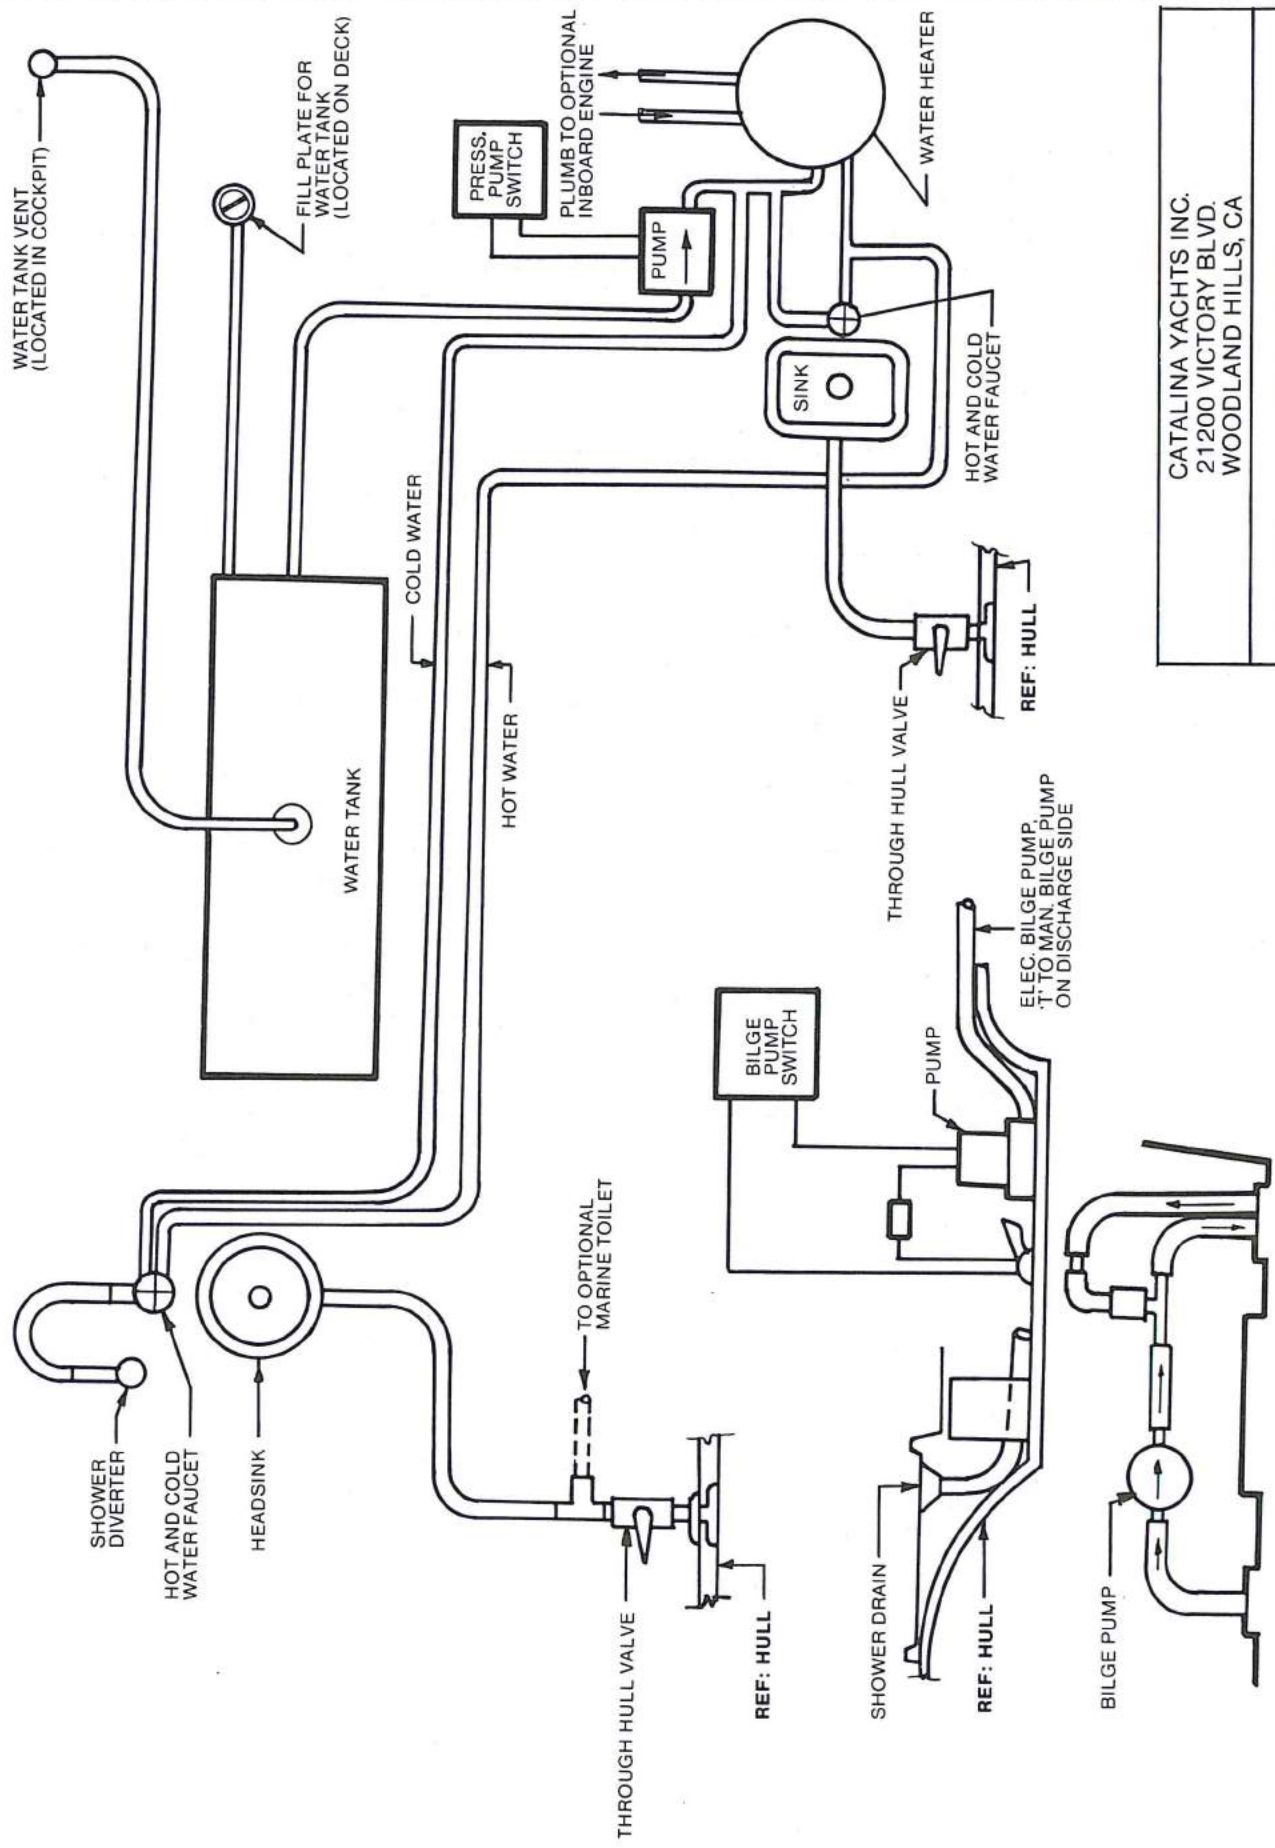 WATER TANK VENT
(LOCATED IN COCKPIT)
FILL PLATE FOR
WATER TANK
(LOCATED ON DECK)
PRESS.
PUMP
SWITCH
PLUMB TO OPTIONAL
INBOARD ENGINE
PUMP
WATER HEATER
SINK
HOT AND COLD
WATER FAUCET
WATER TANK
COLD WATER
HOT WATER
THROUGH HULL VALVE
REF: HULL
SHOWER
DIVERTER
HOT AND COLD
WATER FAUCET
HEADSINK
TO OPTIONAL
MARINE TOILET
THROUGH HULL VALVE
REF: HULL
BILGE
PUMP
SWITCH
PUMP
ELEC. BILGE PUMP,
'T' TO MAN. BILGE PUMP
ON DISCHARGE SIDE
SHOWER DRAIN
REF: HULL
BILGE PUMP
CATALINA YACHTS INC.
21200 VICTORY BLVD.
WOODLAND HILLS, CA